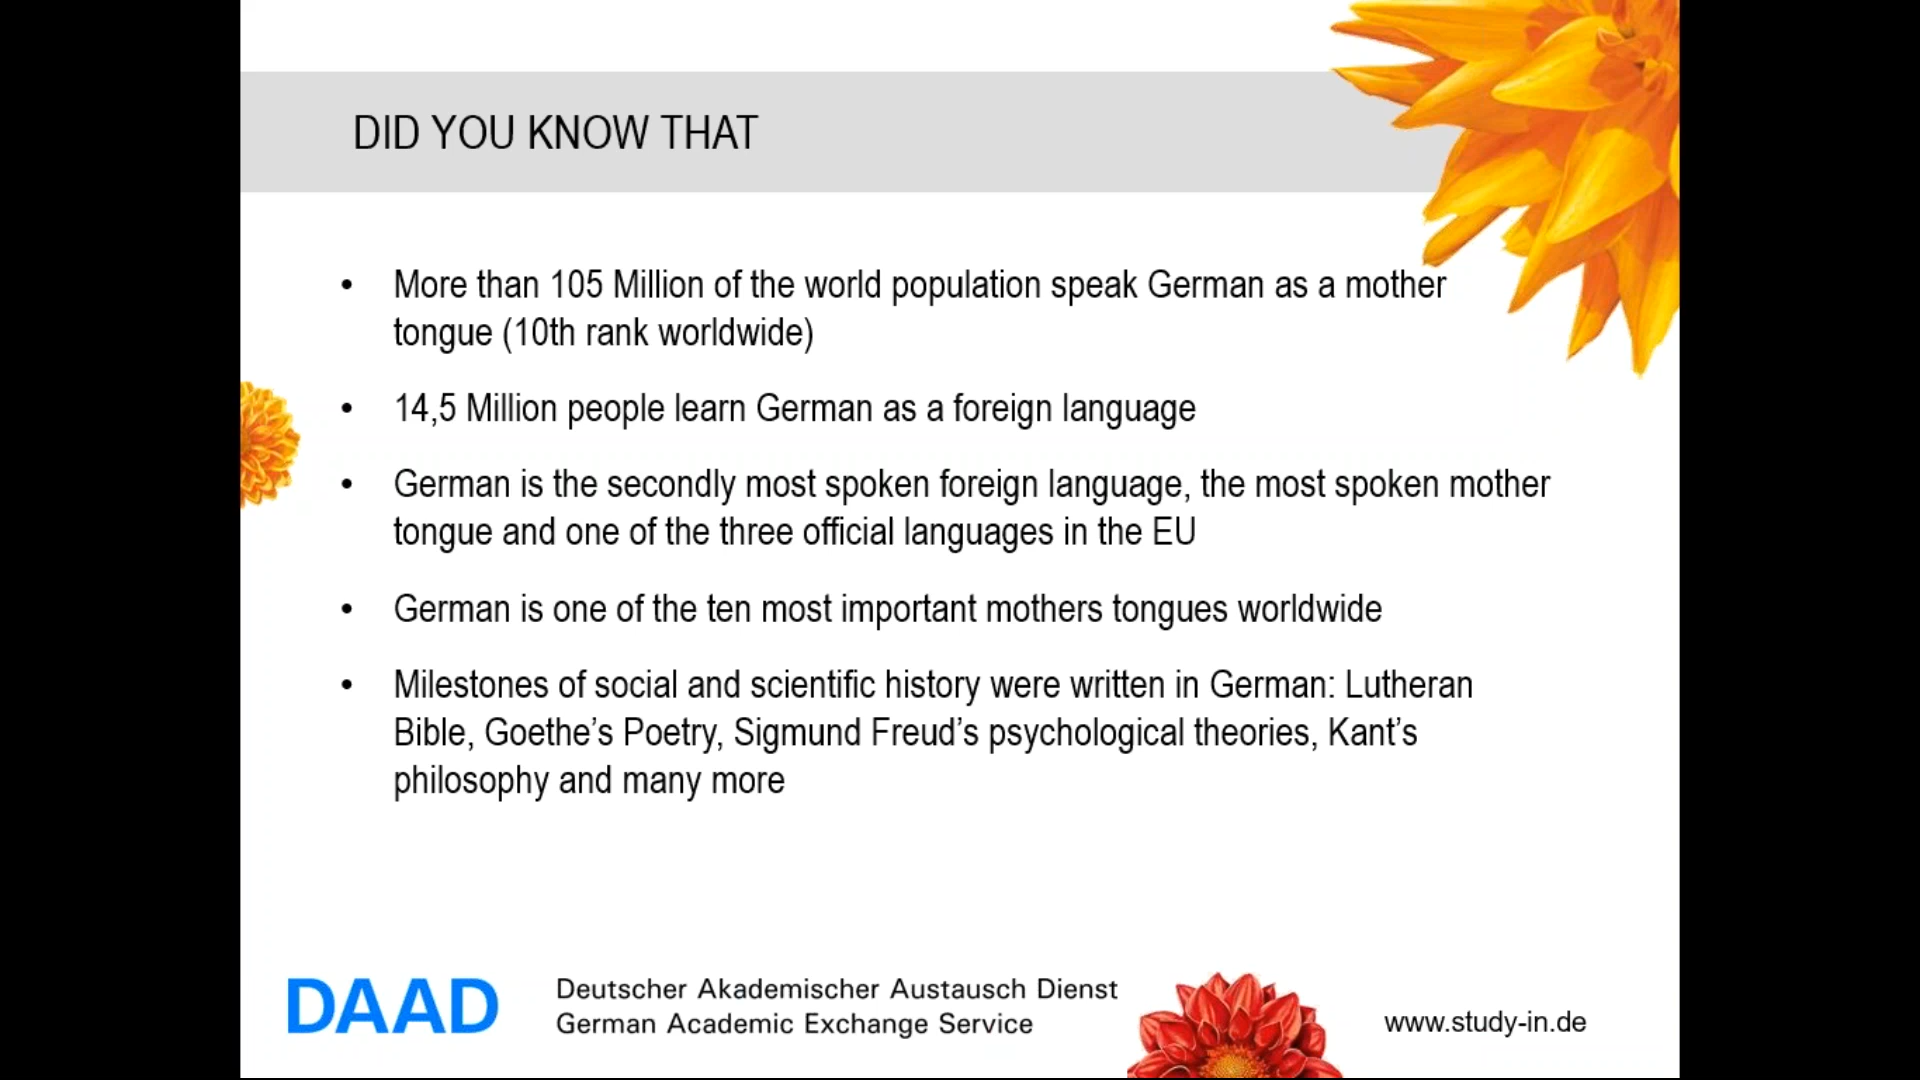 DID YOU KNOW THAT
• More than 105 Million of the world population speak German as a mother
tongue (10th rank worldwide)
• 14,5 Million people learn German as a foreign language
• German is the secondly most spoken foreign language, the most spoken mother
tongue and one of the three official languages in the EU
• German is one of the ten most important mothers tongues worldwide
• Milestones of social and scientific history were written in German: Lutheran
Bible, Goethe’s Poetry, Sigmund Freud’s psychological theories, Kant’s
philosophy and many more
DAAD
Deutscher Akademischer Austausch Dienst
German Academic Exchange Service
www.study-in.de